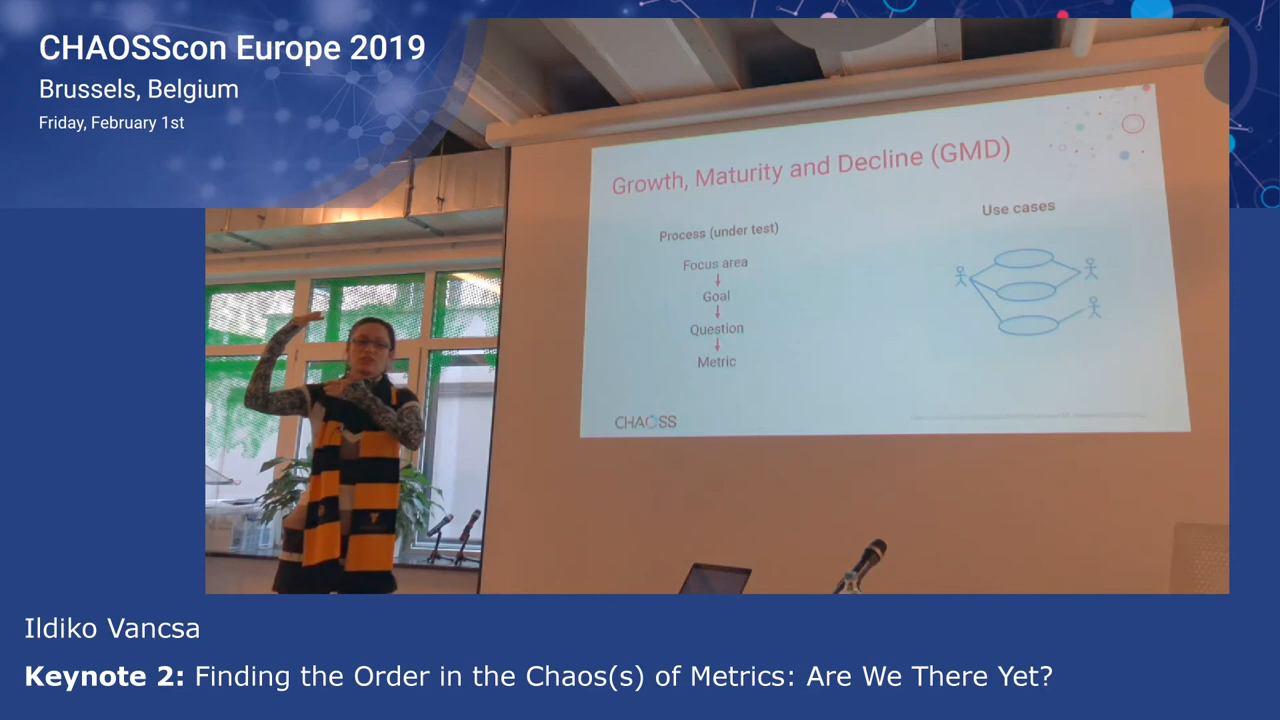 CHAOSScon Europe 2019
Brussels, Belgium
Friday, February 1st
Growth, Maturity and Decline (GMD)
Process (under test)
Focus area
Goal
Question
Metric
Use cases
CHAOSS
Ildiko Vancsa
Keynote 2: Finding the Order in the Chaos(s) of Metrics: Are We There Yet?